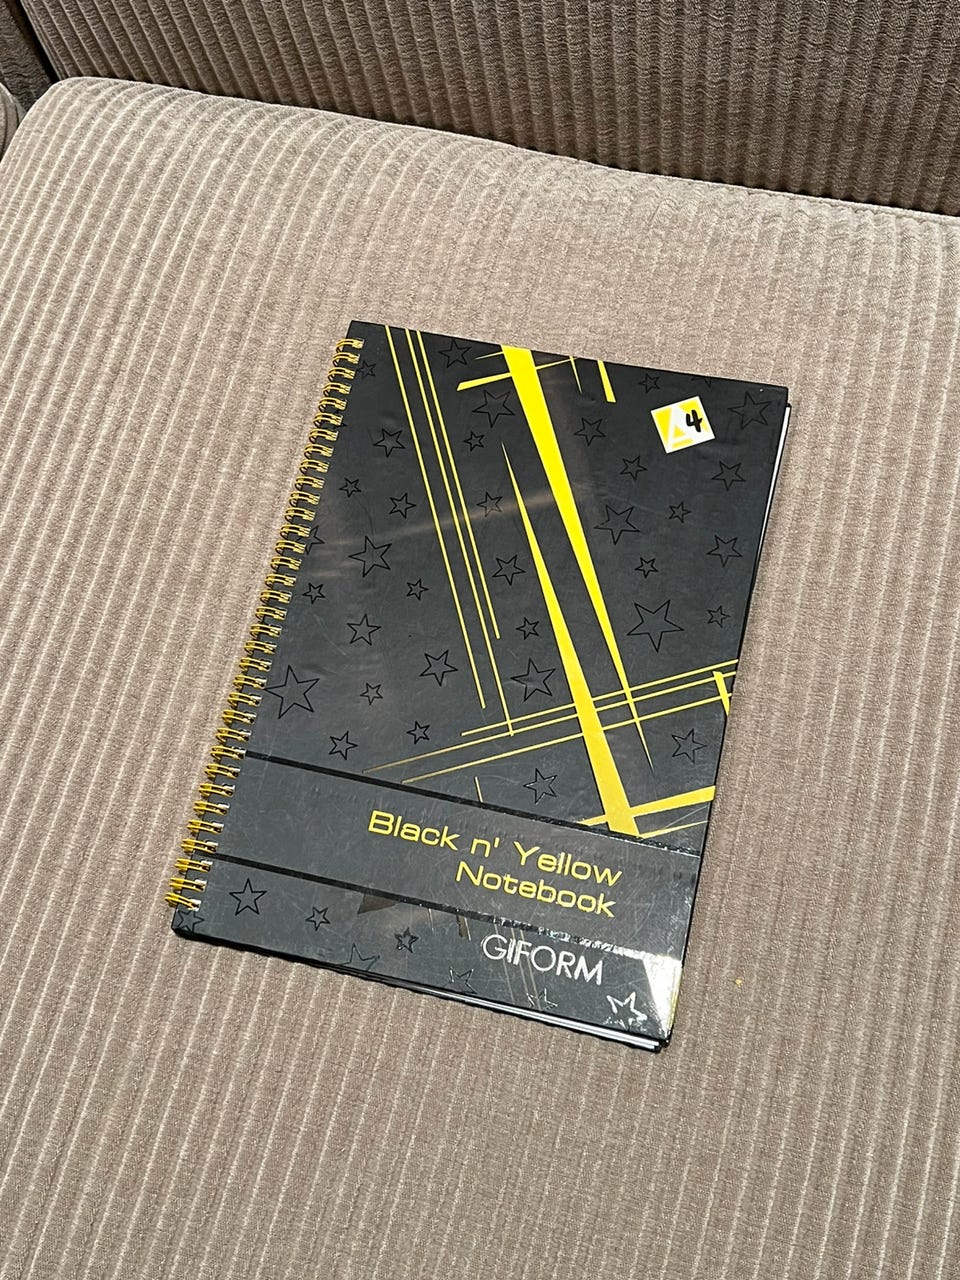 A4
Black n' Yellow
Notebook
GIFORM